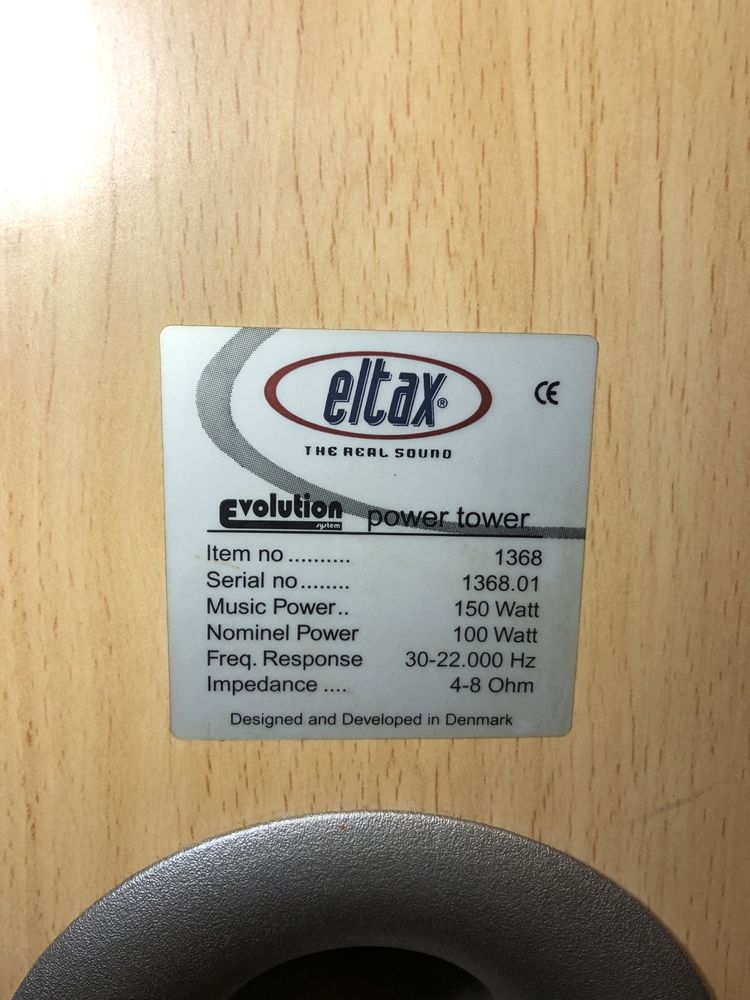 eltax®
CE
THE REAL SOUND
Evolution system power tower
Item no .......... 1368
Serial no........ 1368.01
Music Power.. 150 Watt
Nominel Power 100 Watt
Freq. Response 30-22.000 Hz
Impedance .... 4-8 Ohm
Designed and Developed in Denmark